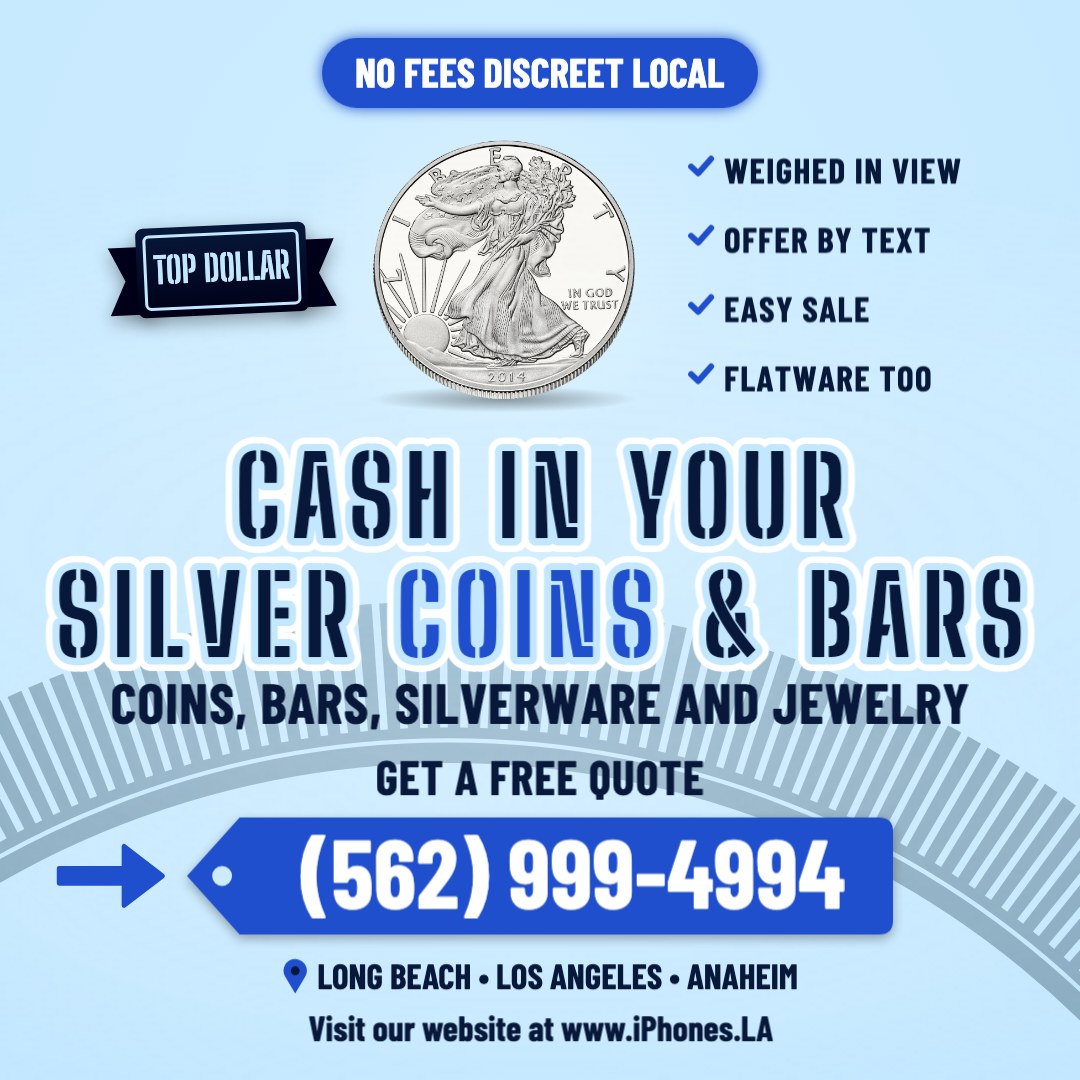 NO FEES DISCREET LOCAL
TOP DOLLAR
LIBERTY
IN GOD
WE TRUST
2014
WEIGHED IN VIEW
OFFER BY TEXT
EASY SALE
FLATWARE TOO
CASH IN YOUR
SILVER COINS & BARS
COINS, BARS, SILVERWARE AND JEWELRY
GET A FREE QUOTE
(562) 999-4994
LONG BEACH • LOS ANGELES • ANAHEIM
Visit our website at www.iPhones.LA